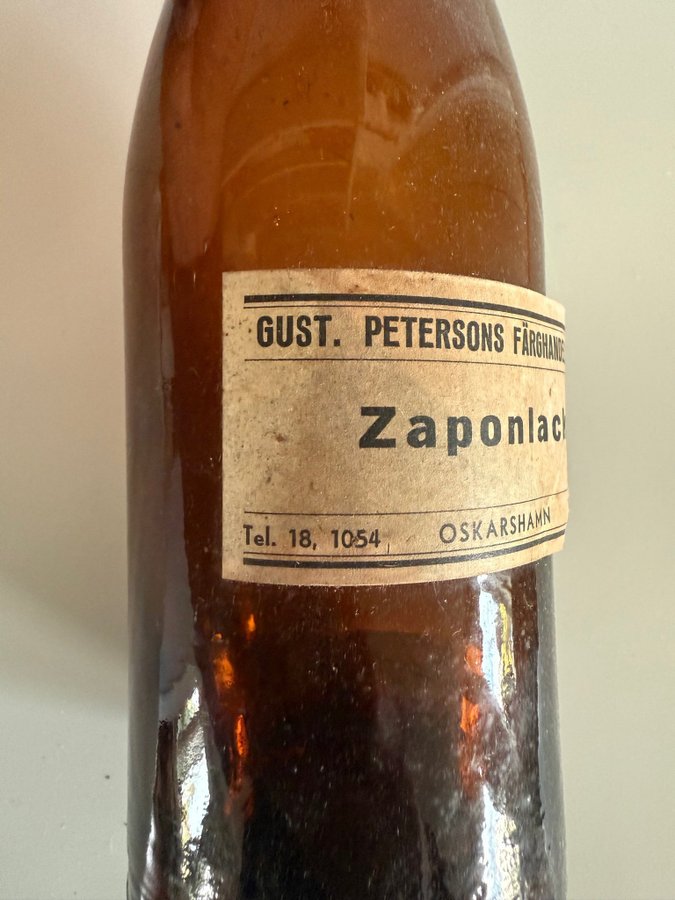 GUST. PETERSONS FÄRGHANDE
Zaponlack
Tel. 18, 1054 OSKARSHAMN